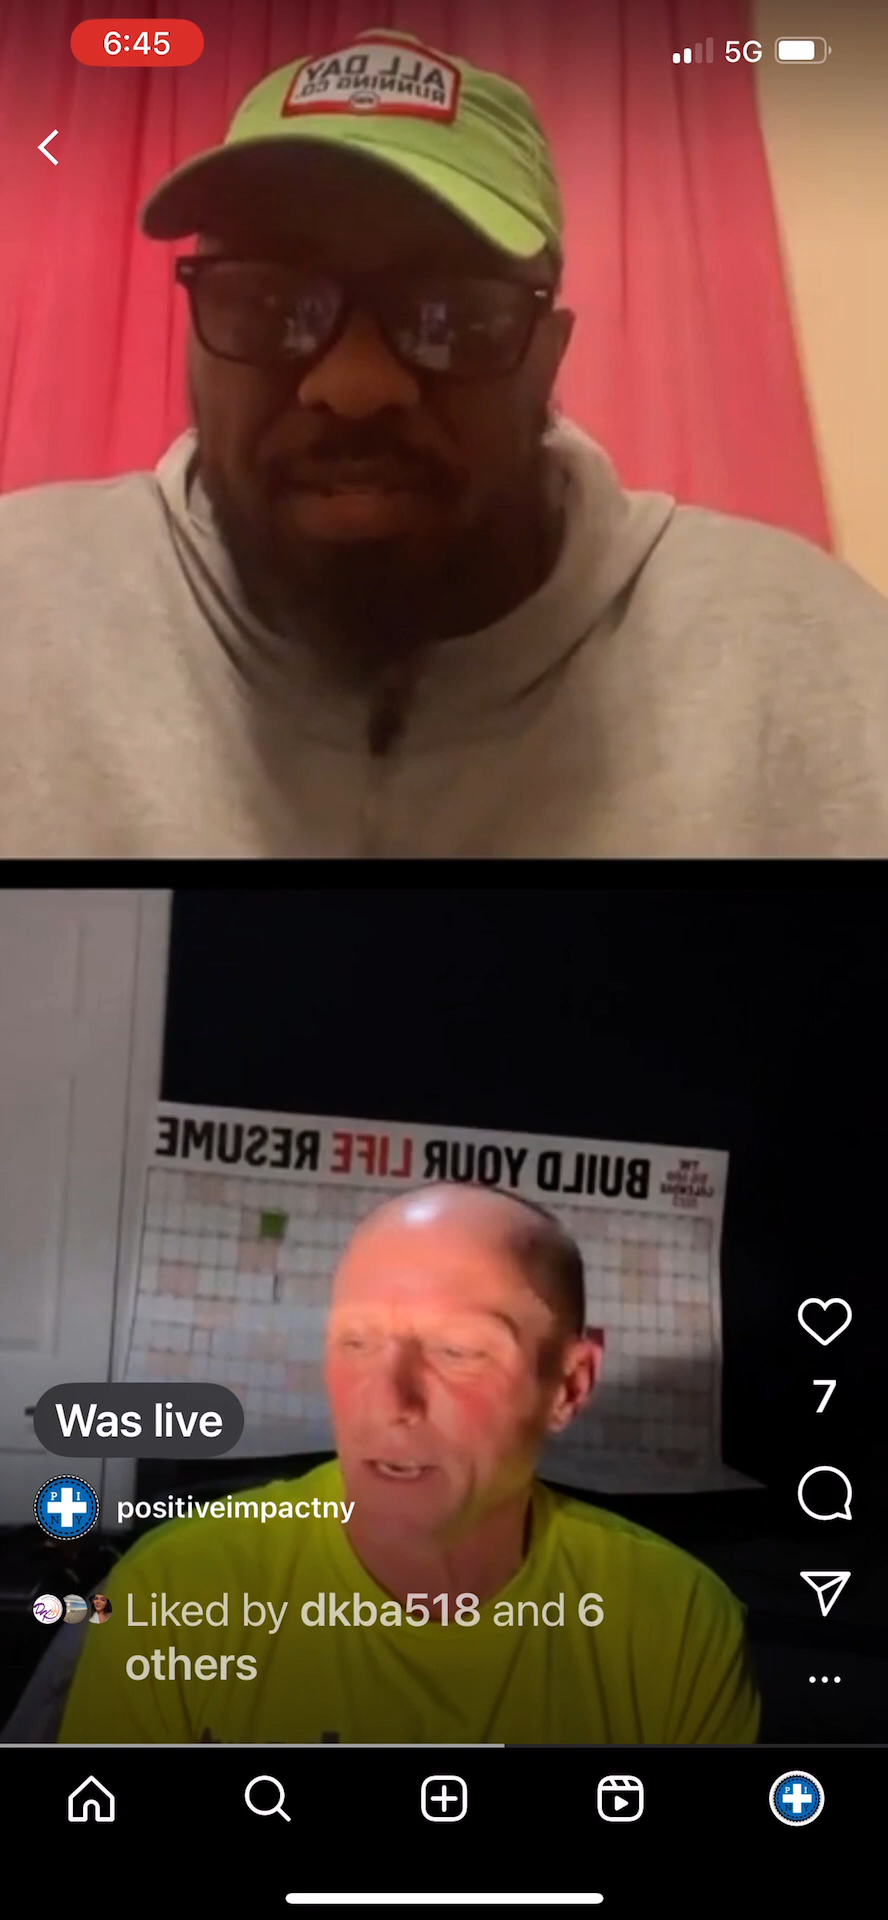 6:45
5G
ALL DAY
RUNNING CO.
BUILD YOUR LIFE RESUME
Was live
positiveimpactny
Liked by dkba518 and 6
others
7
P I
N Y